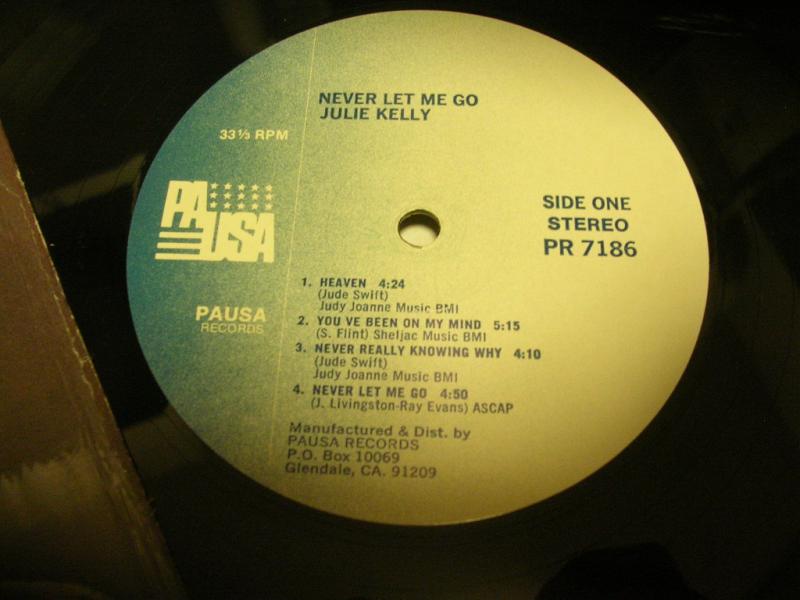 NEVER LET ME GO
JULIE KELLY
33⅓ RPM
PAUSA
PAUSA
RECORDS
SIDE ONE
STEREO
PR 7186
1. HEAVEN 4:24
(Jude Swift)
Judy Joanne Music BMI
2. YOU'VE BEEN ON MY MIND 5:15
(S. Flint) Sheljac Music BMI
3. NEVER REALLY KNOWING WHY 4:10
(Jude Swift)
Judy Joanne Music BMI
4. NEVER LET ME GO 4:50
(J. Livingston-Ray Evans) ASCAP
Manufactured & Dist. by
PAUSA RECORDS
P.O. Box 10069
Glendale, CA. 91209